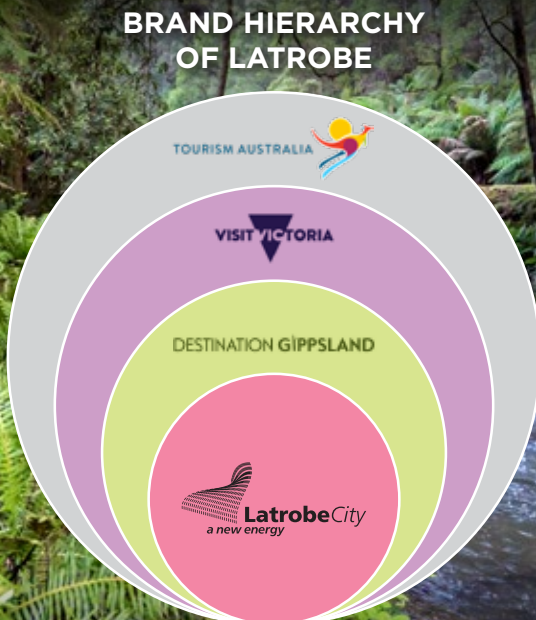 BRAND HIERARCHY
OF LATROBE
TOURISM AUSTRALIA
VISIT VICTORIA
DESTINATION GIPPSLAND
LatrobeCity
a new energy